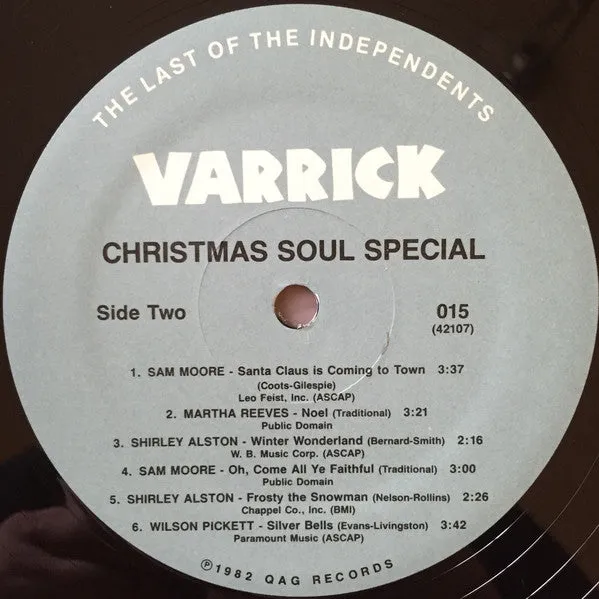 THE LAST OF THE INDEPENDENTS
VARRICK
CHRISTMAS SOUL SPECIAL
Side Two
015
(42107)
1. SAM MOORE - Santa Claus is Coming to Town 3:37
(Coots-Gillespie)
Leo Feist, Inc. (ASCAP)
2. MARTHA REEVES - Noel (Traditional) 3:21
Public Domain
3. SHIRLEY ALSTON - Winter Wonderland (Bernard-Smith) 2:16
W. B. Music Corp. (ASCAP)
4. SAM MOORE - Oh, Come All Ye Faithful (Traditional) 3:00
Public Domain
5. SHIRLEY ALSTON - Frosty the Snowman (Nelson-Rollins) 2:26
Chappel Co., Inc. (BMI)
6. WILSON PICKETT - Silver Bells (Evans-Livingston) 3:42
Paramount Music (ASCAP)
℗1982 QAG RECORDS